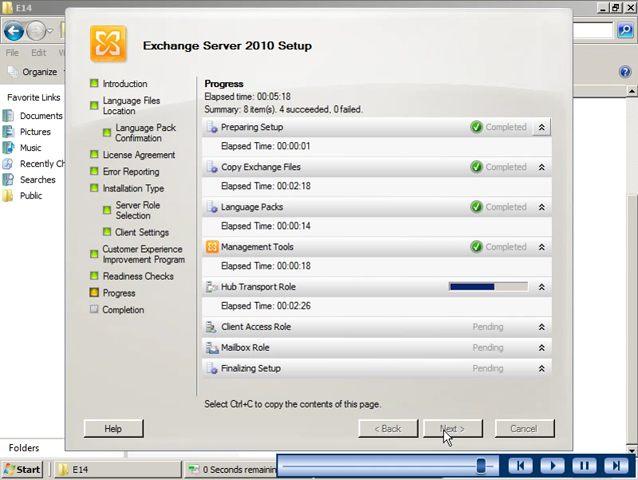 E14
File
Edit
Organize
Favorite Links
Documents
Pictures
Music
Recently Ch
Searches
Public
Folders
Exchange Server 2010 Setup
Introduction
Language Files
Location
Language Pack
Confirmation
License Agreement
Error Reporting
Installation Type
Server Role
Selection
Client Settings
Customer Experience
Improvement Program
Readiness Checks
Progress
Completion
Progress
Elapsed time: 00:05:18
Summary: 8 item(s). 4 succeeded, 0 failed.
Preparing Setup Completed
Elapsed Time: 00:00:01
Copy Exchange Files Completed
Elapsed Time: 00:02:18
Language Packs Completed
Elapsed Time: 00:00:14
Management Tools Completed
Elapsed Time: 00:00:18
Hub Transport Role
Elapsed Time: 00:02:26
Client Access Role Pending
Mailbox Role Pending
Finalizing Setup Pending
Select Ctrl+C to copy the contents of this page.
Help < Back Next > Cancel
Start E14 0 Seconds remainin